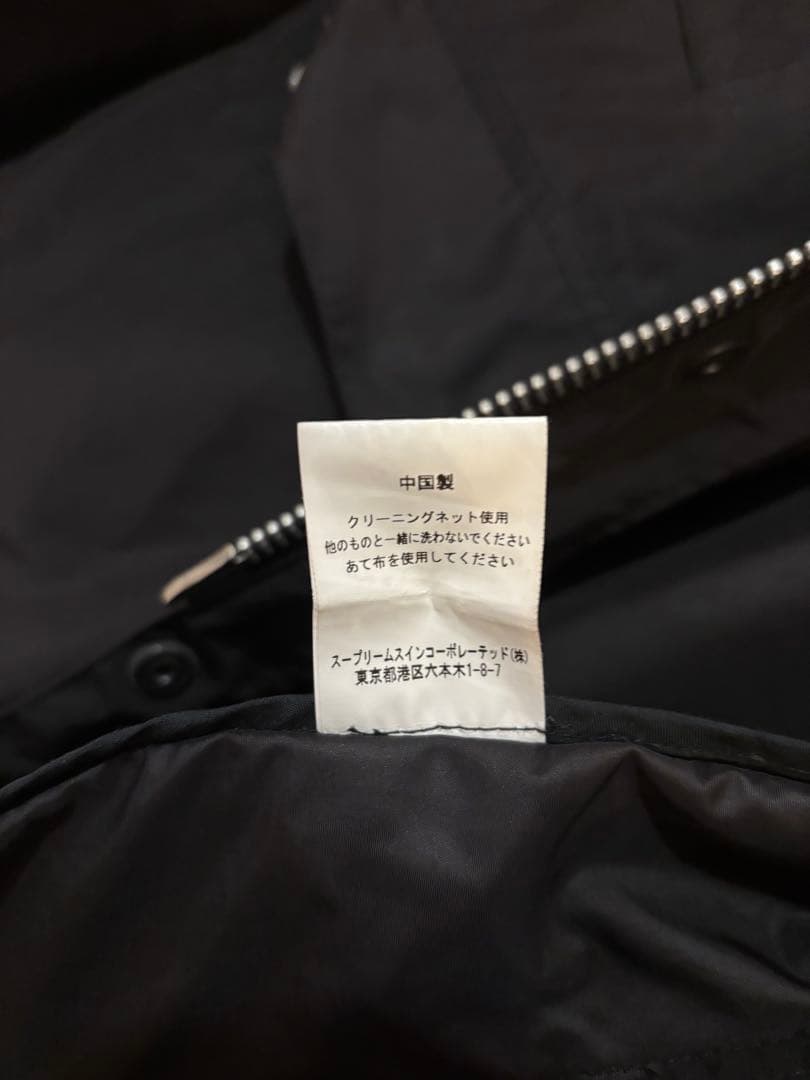 中国製
クリーニングネット使用
他のものと一緒に洗わないでください
あて布を使用してください
スープリームスインコーポレーテッド(株)
東京都港区六本木1-8-7